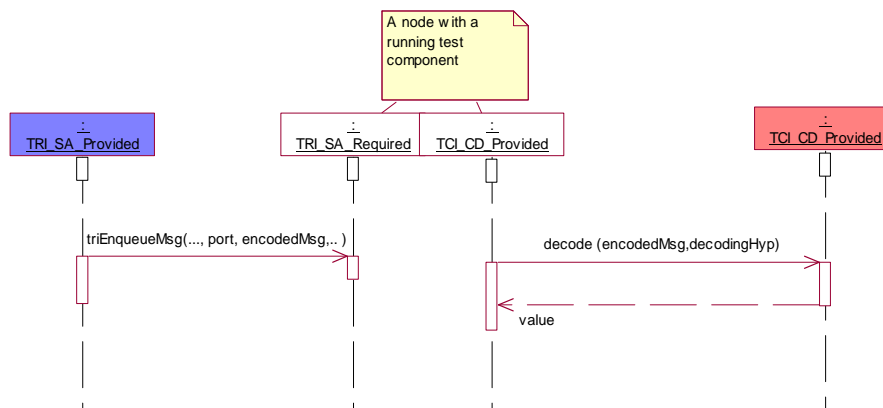 A node with a
running test
component
:
TRI_SA_Provided
:
TRI_SA_Required
:
TCI_CD_Provided
:
TCI_CD_Provided
triEnqueueMsg(..., port, encodedMsg,.. )
decode (encodedMsg,decodingHyp)
value